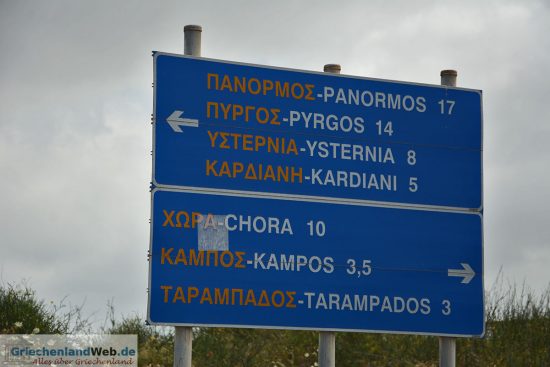 ΠΑΝΟΡΜΟΣ-PANORMOS 17
ΠΥΡΓΟΣ-PYRGOS 14
ΥΣΤΕΡΝΙΑ-YSTERNIA 8
ΚΑΡΔΙΑΝΗ-KARDIANI 5
ΧΩΡΑ-CHORA 10
ΚΑΜΠΟΣ-KAMPOS 3,5
ΤΑΡΑΜΠΑΔΟΣ-TARAMPADOS 3
GriechenlandWeb.de
Alles über Griechenland